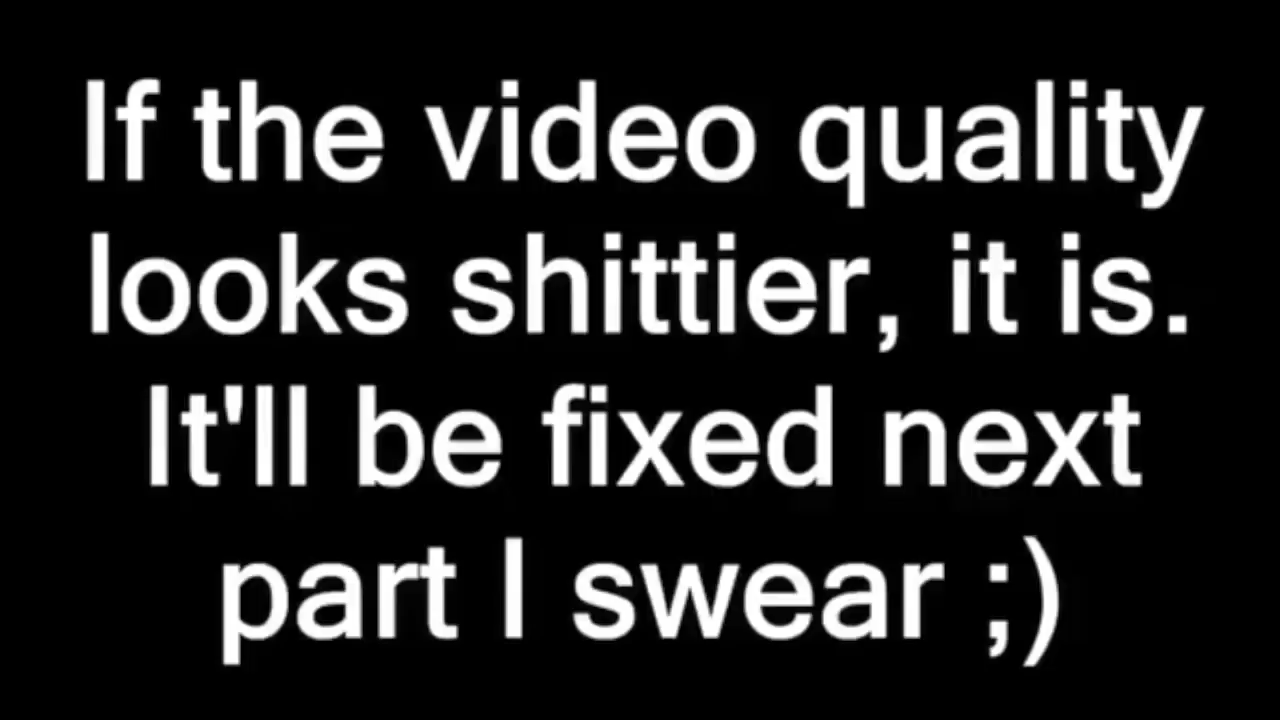 If the video quality
looks shittier, it is.
It'll be fixed next
part I swear ;)